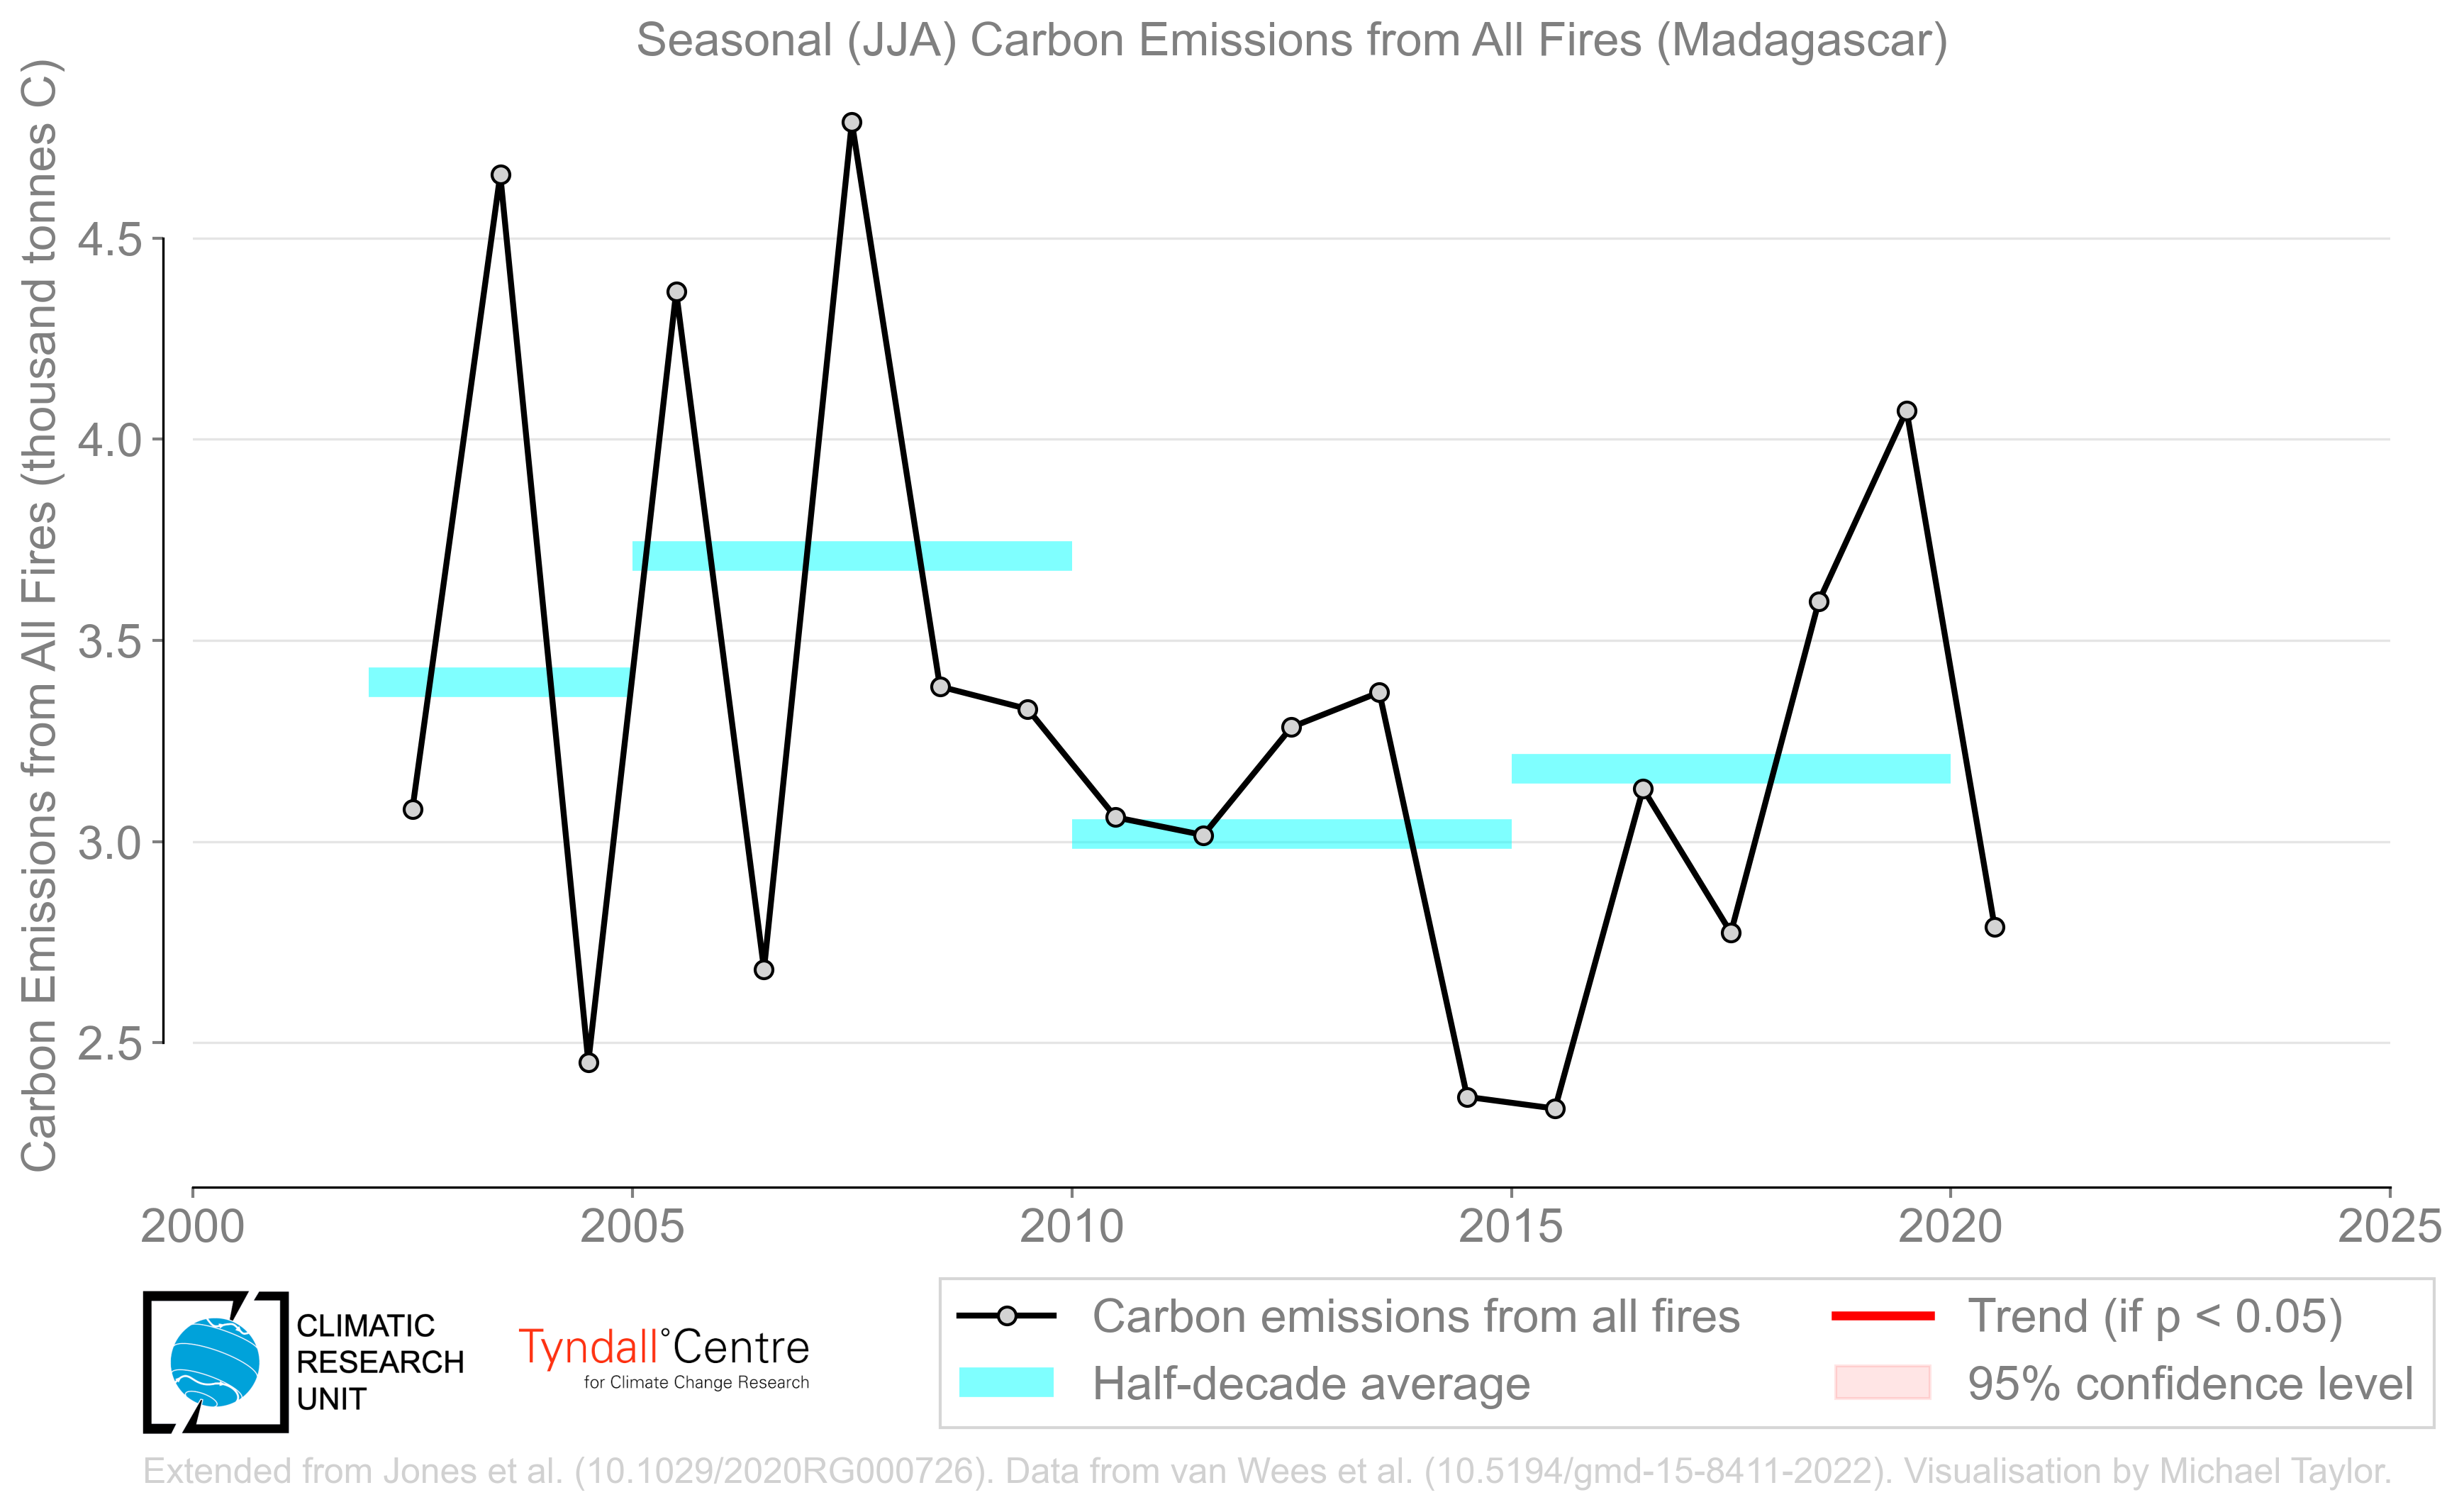 Seasonal (JJA) Carbon Emissions from All Fires (Madagascar)
Carbon Emissions from All Fires (thousand tonnes C)
4.5
4.0
3.5
3.0
2.5
2000 2005 2010 2015 2020 2025
CLIMATIC
RESEARCH
UNIT
Tyndall°Centre
for Climate Change Research
Carbon emissions from all fires
Half-decade average
Trend (if p < 0.05)
95% confidence level
Extended from Jones et al. (10.1029/2020RG000726). Data from van Wees et al. (10.5194/gmd-15-8411-2022). Visualisation by Michael Taylor.